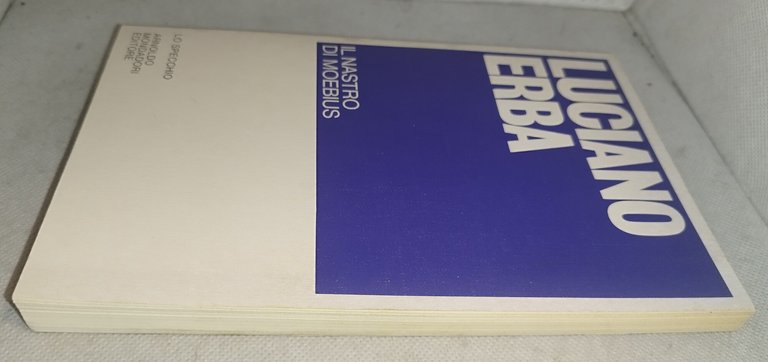 LUCIANO
ERBA
IL NASTRO
DI MOEBIUS
LO SPECCHIO
ARNOLDO
MONDADORI
EDITORE